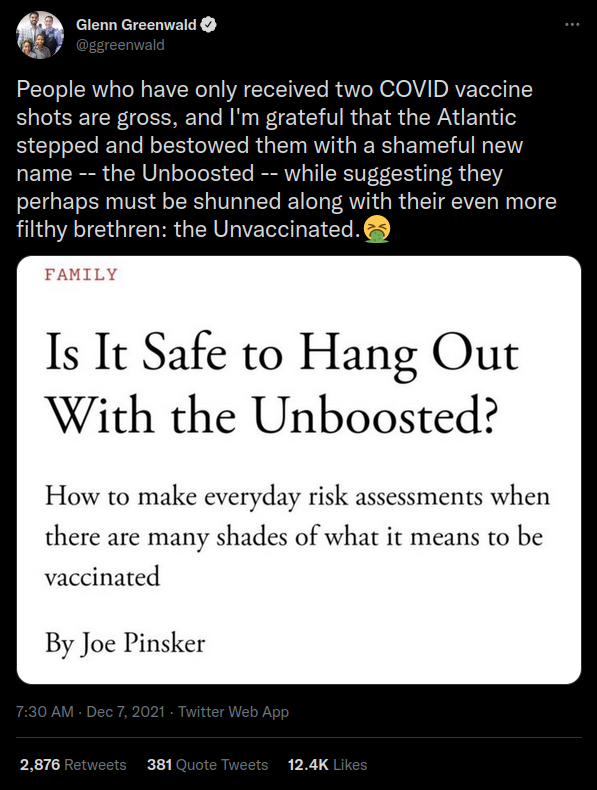 Glenn Greenwald
@ggreenwald
People who have only received two COVID vaccine
shots are gross, and I'm grateful that the Atlantic
stepped and bestowed them with a shameful new
name -- the Unboosted -- while suggesting they
perhaps must be shunned along with their even more
filthy brethren: the Unvaccinated.🤮
FAMILY
Is It Safe to Hang Out
With the Unboosted?
How to make everyday risk assessments when
there are many shades of what it means to be
vaccinated
By Joe Pinsker
7:30 AM · Dec 7, 2021 · Twitter Web App
2,876 Retweets 381 Quote Tweets 12.4K Likes